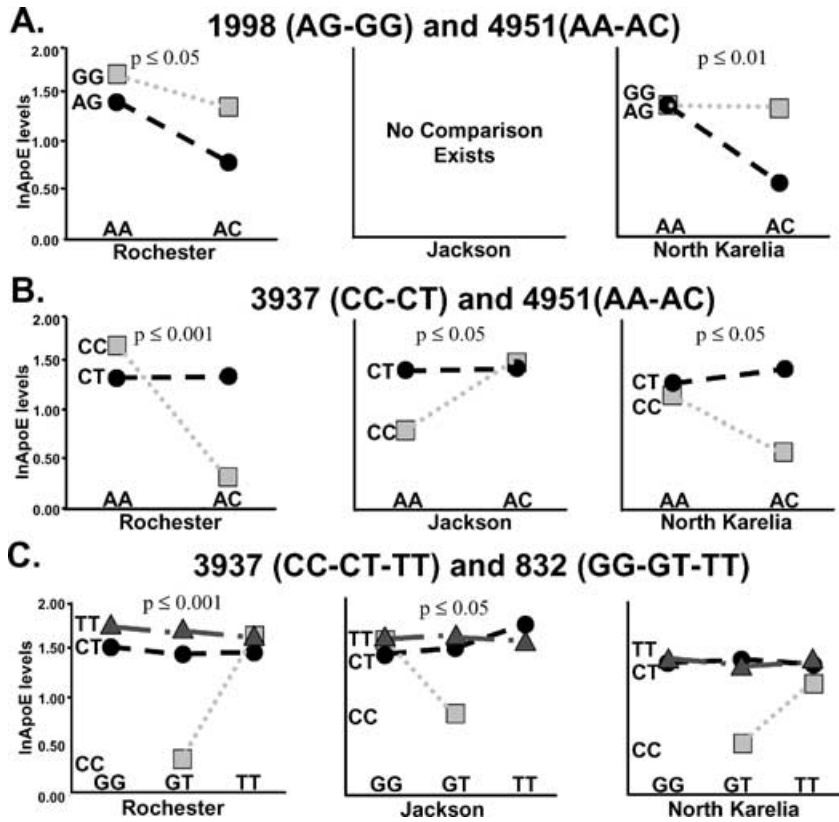 A. 1998 (AG-GG) and 4951(AA-AC)
lnApoE levels
2.00
1.50
1.00
0.50
0.00
p ≤ 0.05
GG
AG
AA AC
Rochester
No Comparison
Exists
Jackson
p ≤ 0.01
GG
AG
AA AC
North Karelia
B. 3937 (CC-CT) and 4951(AA-AC)
lnApoE levels
2.00
1.50
1.00
0.50
0.00
p ≤ 0.001
CC
CT
AA AC
Rochester
p ≤ 0.05
CT
CC
AA AC
Jackson
p ≤ 0.05
CT
CC
AA AC
North Karelia
C. 3937 (CC-CT-TT) and 832 (GG-GT-TT)
lnApoE levels
2.00
1.50
1.00
0.50
0.00
p ≤ 0.001
TT
CT
CC
GG GT TT
Rochester
p ≤ 0.05
TT
CT
CC
GG GT TT
Jackson
TT
CT
CC
GG GT TT
North Karelia